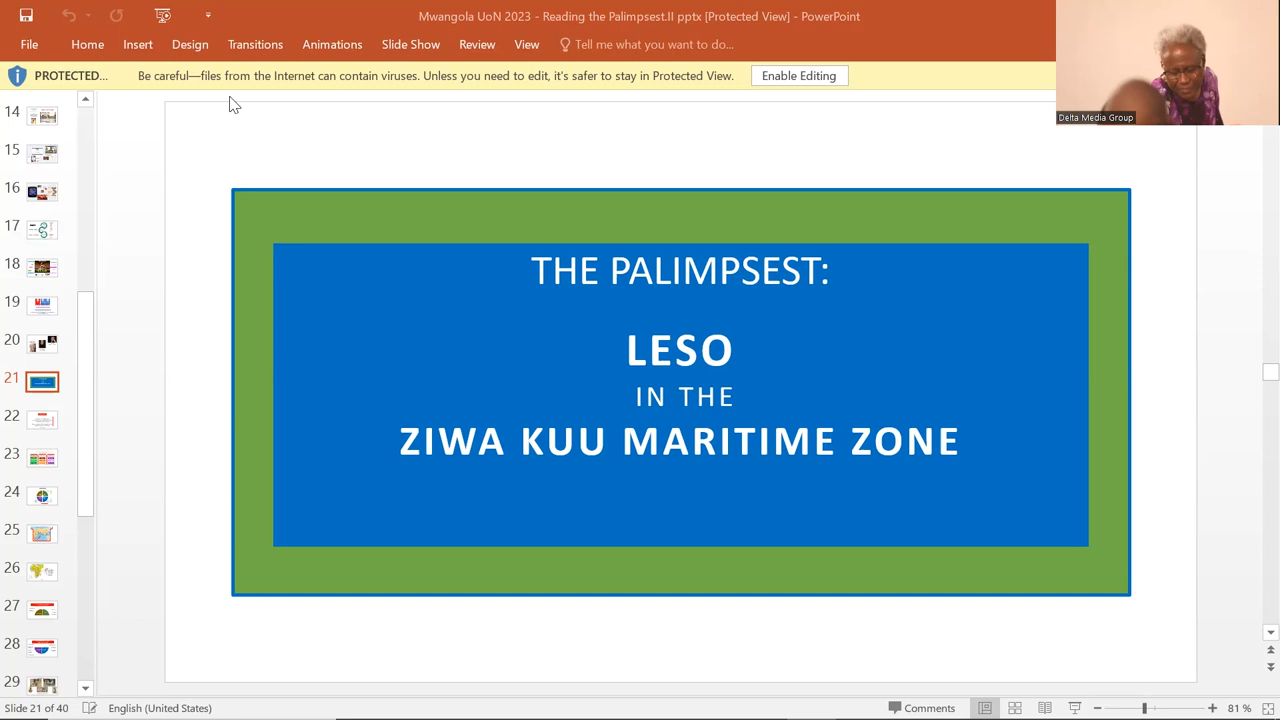 Mwangola UoN 2023 - Reading the Palimpsest.II pptx [Protected View] - PowerPoint
File Home Insert Design Transitions Animations Slide Show Review View Tell me what you want to do...
PROTECTED... Be careful—files from the Internet can contain viruses. Unless you need to edit, it's safer to stay in Protected View. Enable Editing
Delta Media Group
14
15
16
17
18
19
20
21
22
23
24
25
26
27
28
29
THE PALIMPSEST:
LESO
IN THE
ZIWA KUU MARITIME ZONE
Slide 21 of 40 English (United States) Comments 81 %